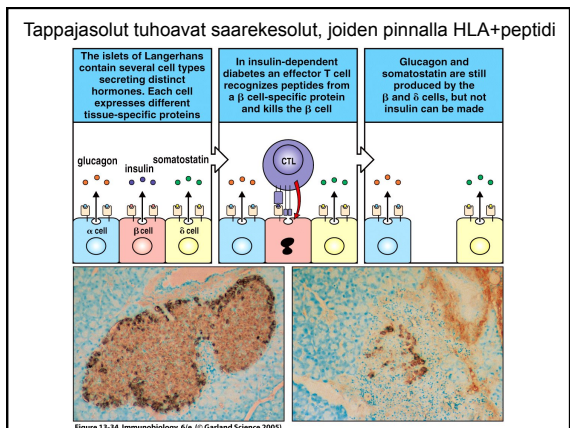 Tappajasolut tuhoavat saarekesolut, joiden pinnalla HLA+peptidi
The islets of Langerhans
contain several cell types
secreting distinct
hormones. Each cell
expresses different
tissue-specific proteins
In insulin-dependent
diabetes an effector T cell
recognizes peptides from
a β cell-specific protein
and kills the β cell
Glucagon and
somatostatin are still
produced by the
β and δ cells, but not
insulin can be made
glucagon
insulin
somatostatin
CTL
α cell
β cell
δ cell
Figure 13-34 Immunobiology, 6/e. (© Garland Science 2005)